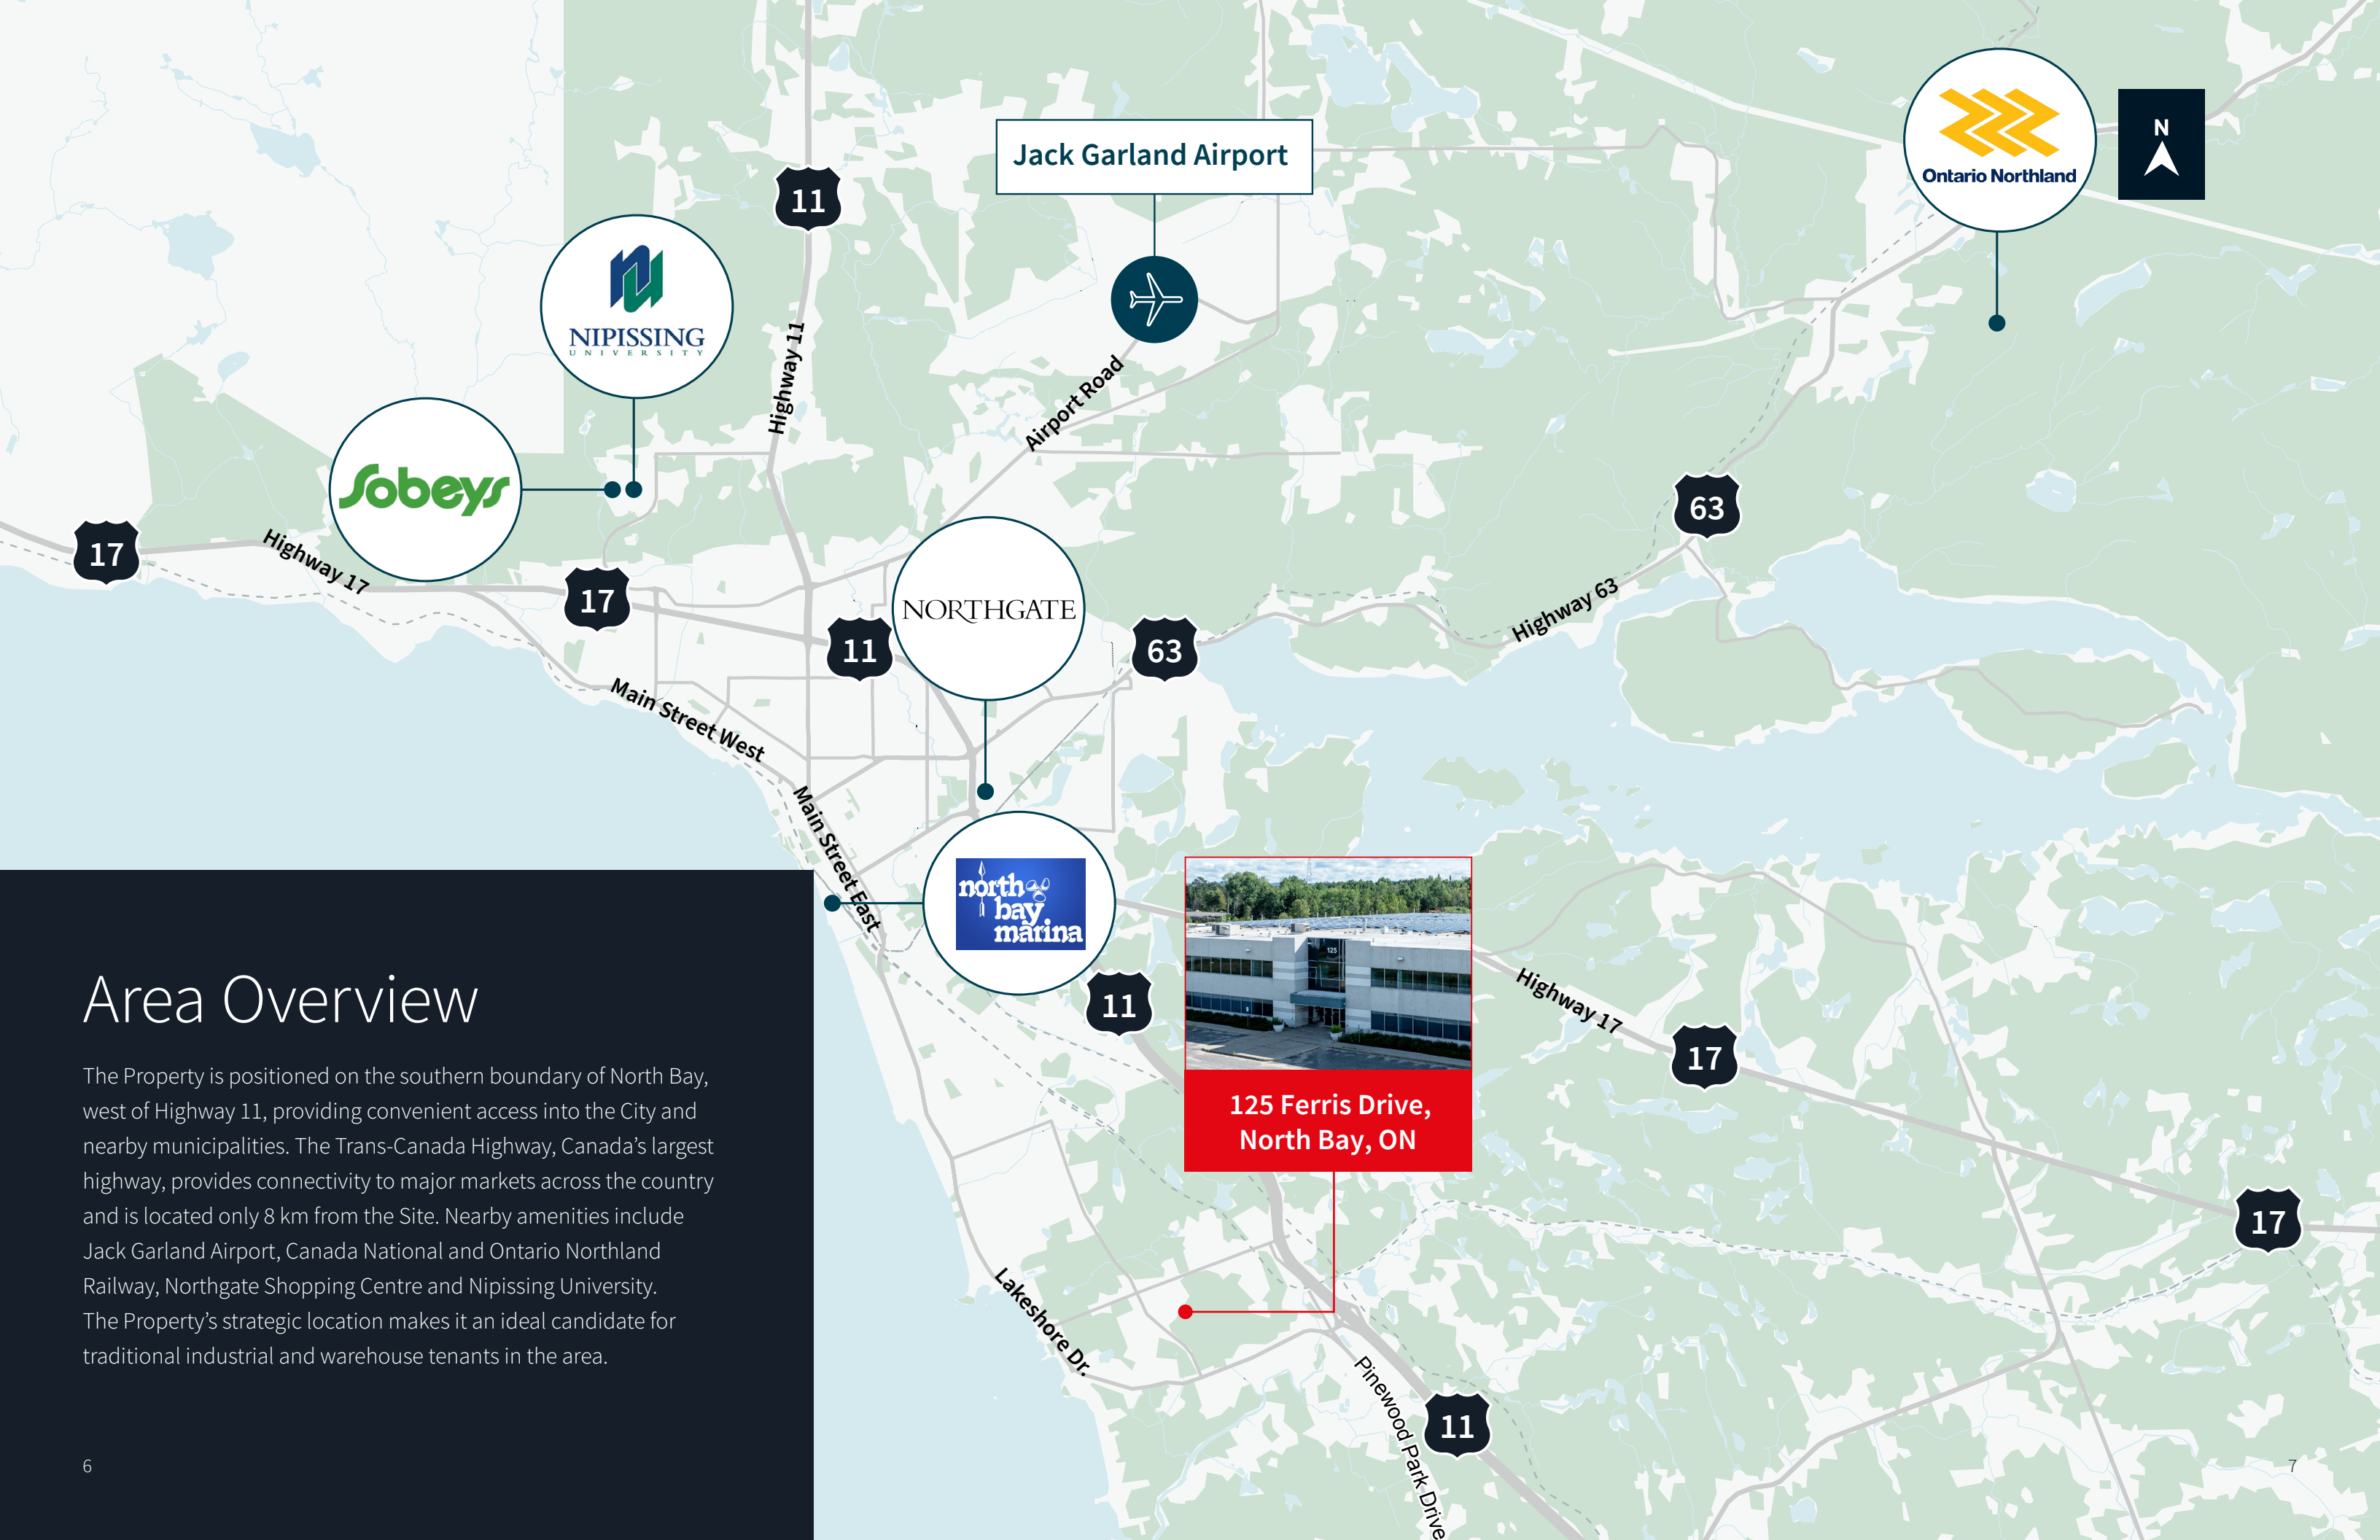 Ontario Northland
N
Jack Garland Airport
11
NIPISSING
UNIVERSITY
Highway 11
Airport Road
Sobeys
63
17
Highway 17
17
NORTHGATE
Highway 63
11
63
Main Street West
Main Street East
north
bay
marina
125
11
Highway 17
17
125 Ferris Drive,
North Bay, ON
17
Lakeshore Dr.
Pinewood Park Drive
11
Area Overview
The Property is positioned on the southern boundary of North Bay,
west of Highway 11, providing convenient access into the City and
nearby municipalities. The Trans-Canada Highway, Canada’s largest
highway, provides connectivity to major markets across the country
and is located only 8 km from the Site. Nearby amenities include
Jack Garland Airport, Canada National and Ontario Northland
Railway, Northgate Shopping Centre and Nipissing University.
The Property’s strategic location makes it an ideal candidate for
traditional industrial and warehouse tenants in the area.
6
7